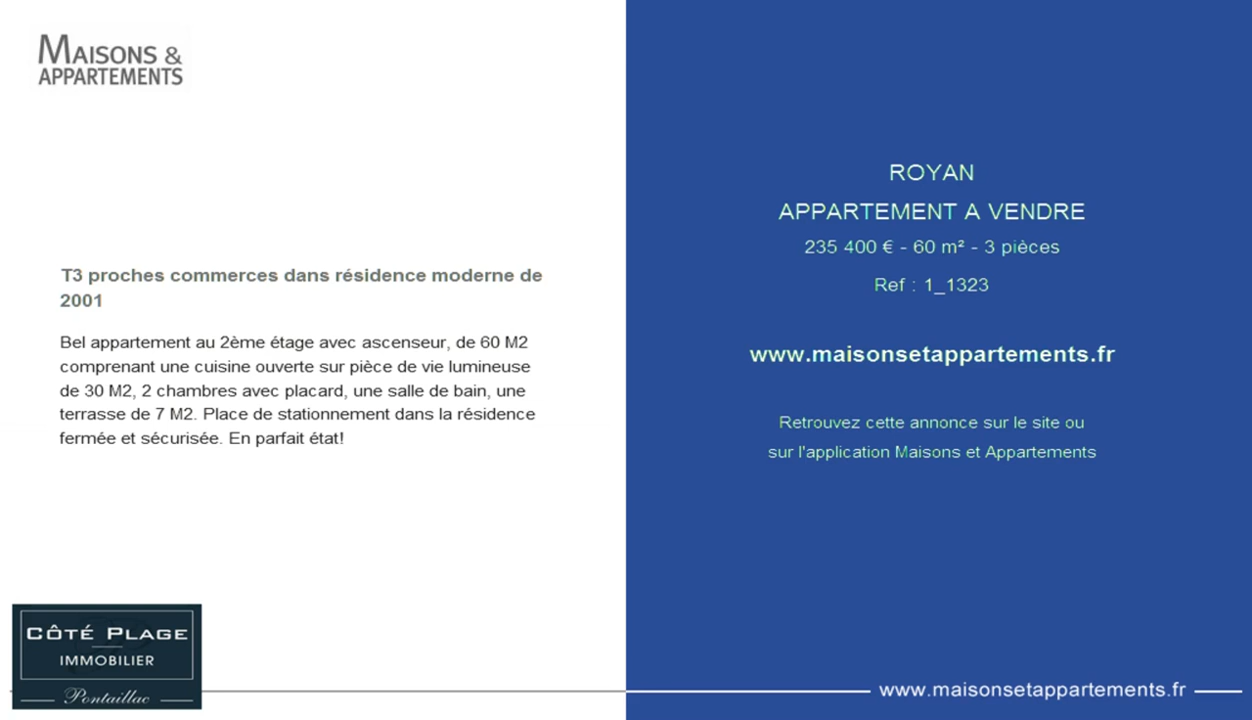 MAISONS &
APPARTEMENTS
T3 proches commerces dans résidence moderne de
2001
Bel appartement au 2ème étage avec ascenseur, de 60 M2
comprenant une cuisine ouverte sur pièce de vie lumineuse
de 30 M2, 2 chambres avec placard, une salle de bain, une
terrasse de 7 M2. Place de stationnement dans la résidence
fermée et sécurisée. En parfait état!
CÔTÉ PLAGE
IMMOBILIER
Pontaillac
ROYAN
APPARTEMENT A VENDRE
235 400 € - 60 m² - 3 pièces
Ref : 1_1323
www.maisonsetappartements.fr
Retrouvez cette annonce sur le site ou
sur l'application Maisons et Appartements
www.maisonsetappartements.fr